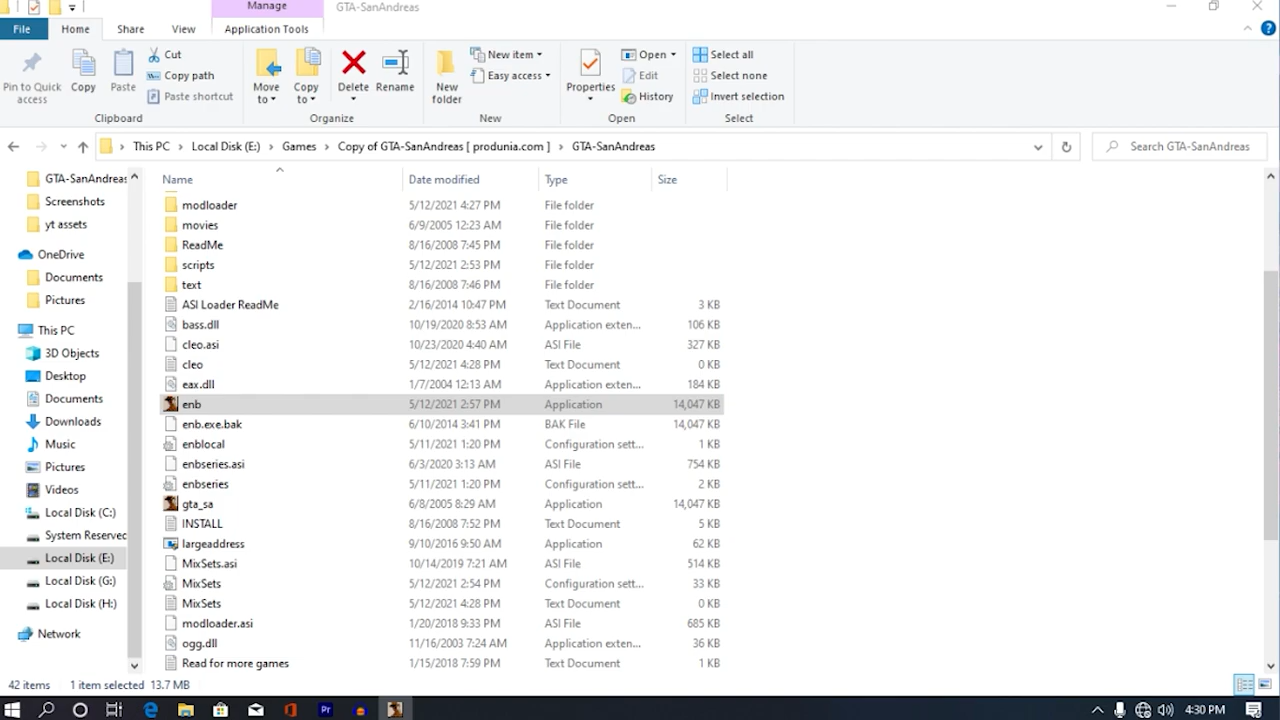 Manage
GTA-SanAndreas
File
Home
Share
View
Application Tools
Pin to Quick access
Copy
Paste
Cut
Copy path
Paste shortcut
Move to
Copy to
Delete
Rename
New folder
New item
Easy access
Properties
Open
Edit
History
Select all
Select none
Invert selection
Clipboard
Organize
New
Open
Select
This PC
Local Disk (E:)
Games
Copy of GTA-SanAndreas [ produnia.com ]
GTA-SanAndreas
Search GTA-SanAndreas
GTA-SanAndreas
Screenshots
yt assets
OneDrive
Documents
Pictures
This PC
3D Objects
Desktop
Documents
Downloads
Music
Pictures
Videos
Local Disk (C:)
System Reserved
Local Disk (E:)
Local Disk (G:)
Local Disk (H:)
Network
Name Date modified Type Size
modloader 5/12/2021 4:27 PM File folder
movies 6/9/2005 12:23 AM File folder
ReadMe 8/16/2008 7:45 PM File folder
scripts 5/12/2021 2:53 PM File folder
text 8/16/2008 7:46 PM File folder
ASI Loader ReadMe 2/16/2014 10:47 PM Text Document 3 KB
bass.dll 10/19/2020 8:53 AM Application exten... 106 KB
cleo.asi 10/23/2020 4:40 AM ASI File 327 KB
cleo 5/12/2021 4:28 PM Text Document 0 KB
eax.dll 1/7/2004 12:13 AM Application exten... 184 KB
enb 5/12/2021 2:57 PM Application 14,047 KB
enb.exe.bak 6/10/2014 3:41 PM BAK File 14,047 KB
enblocal 5/11/2021 1:20 PM Configuration sett... 1 KB
enbseries.asi 6/3/2020 3:13 AM ASI File 754 KB
enbseries 5/11/2021 1:20 PM Configuration sett... 2 KB
gta_sa 6/8/2005 8:29 AM Application 14,047 KB
INSTALL 8/16/2008 7:52 PM Text Document 5 KB
largeaddress 9/10/2016 9:50 AM Application 62 KB
MixSets.asi 10/14/2019 7:21 AM ASI File 514 KB
MixSets 5/12/2021 2:54 PM Configuration sett... 33 KB
MixSets 5/12/2021 4:28 PM Text Document 0 KB
modloader.asi 1/20/2018 9:33 PM ASI File 685 KB
ogg.dll 11/16/2003 7:24 AM Application exten... 36 KB
Read for more games 1/15/2018 7:59 PM Text Document 1 KB
42 items 1 item selected 13.7 MB
Pr
4:30 PM